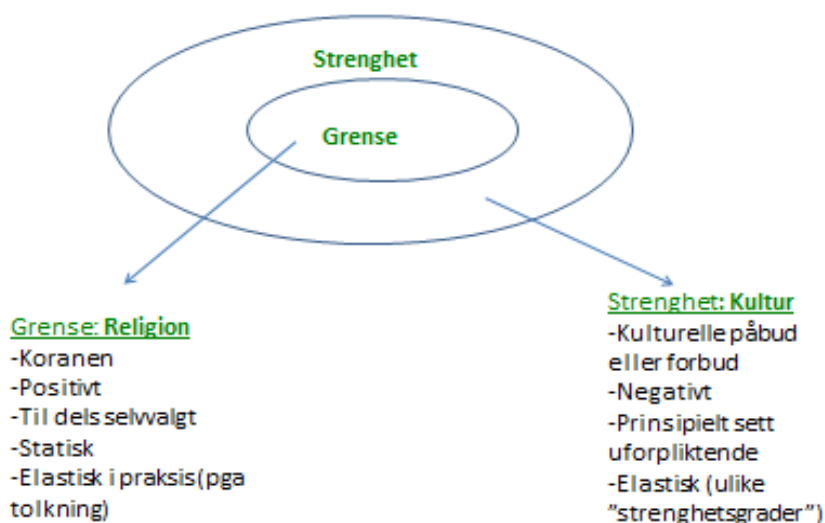 Strenghet
Grense
Grense: Religion
-Koranen
-Positivt
-Til dels selvvalgt
-Statisk
-Elastisk i praksis(pga
tolkning)
Strenghet: Kultur
-Kulturelle påbud
eller forbud
-Negativt
-Prinsipielt sett
uforpliktende
-Elastisk (ulike
”strenghetsgrader”)